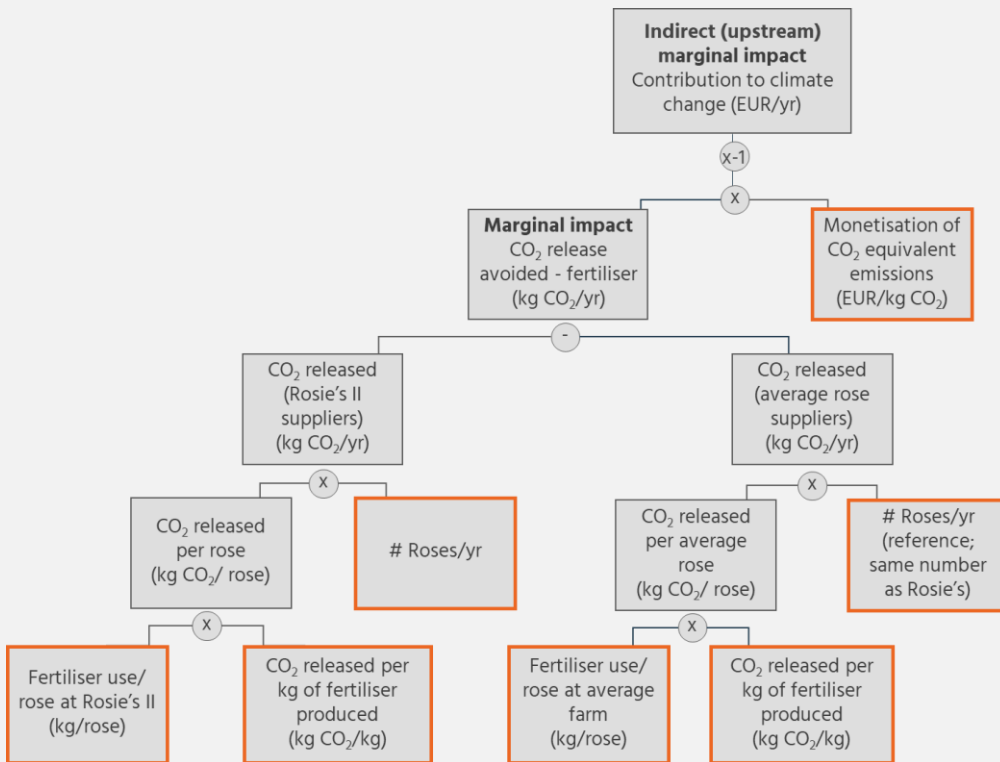 Indirect (upstream)
marginal impact
Contribution to climate
change (EUR/yr)
x-1
x
Marginal impact
CO₂ release
avoided - fertiliser
(kg CO₂/yr)
Monetisation of
CO₂ equivalent
emissions
(EUR/kg CO₂)
-
CO₂ released
(Rosie's II
suppliers)
(kg CO₂/yr)
CO₂ released
(average rose
suppliers)
(kg CO₂/yr)
x
x
CO₂ released
per rose
(kg CO₂/ rose)
# Roses/yr
CO₂ released
per average
rose
(kg CO₂/ rose)
# Roses/yr
(reference;
same number
as Rosie's)
x
x
Fertiliser use/
rose at Rosie's II
(kg/rose)
CO₂ released per
kg of fertiliser
produced
(kg CO₂/kg)
Fertiliser use/
rose at average
farm
(kg/rose)
CO₂ released per
kg of fertiliser
produced
(kg CO₂/kg)